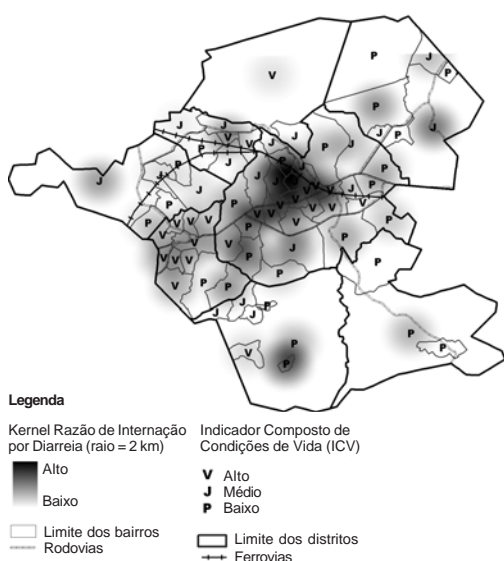 V
P
J
P
P
J
J
J
J
V
V
J
J
P
J
P
P
J
P
J
P
J
P
J
J
P
J
P
J
P
P
V
V
V
V
V
V
V
V
V
V
J
P
V
V
P
P
P
V
V
V
V
V
V
P
J
P
P
V
V
V
V
P
P
P
P
P
J
J
J
P
V
P
P
P
P
Legenda
Kernel Razão de Internação
por Diarreia (raio = 2 km)
Alto
Baixo
Limite dos bairros
Rodovias
Indicador Composto de
Condições de Vida (ICV)
V Alto
J Médio
P Baixo
Limite dos distritos
Ferrovias